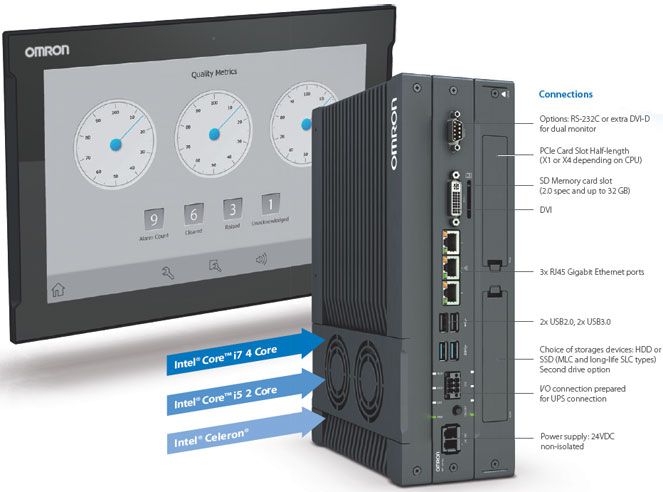 OMRON
Quality Metrics
9
6
3
1
Alarm Count
Cleared
Raised
Unacknowledged
OMRON
Intel® Core™ i7 4 Core
Intel® Core™ i5 2 Core
Intel® Celeron®
OMRON
Connections
Options: RS-232C or extra DVI-D
for dual monitor
PCIe Card Slot Half-length
(X1 or X4 depending on CPU)
SD Memory card slot
(2.0 spec and up to 32 GB)
DVI
3x RJ45 Gigabit Ethernet ports
2x USB2.0, 2x USB3.0
Choice of storages devices: HDD or
SSD (MLC and long-life SLC types)
Second drive option
I/O connection prepared
for UPS connection
Power supply: 24VDC
non-isolated